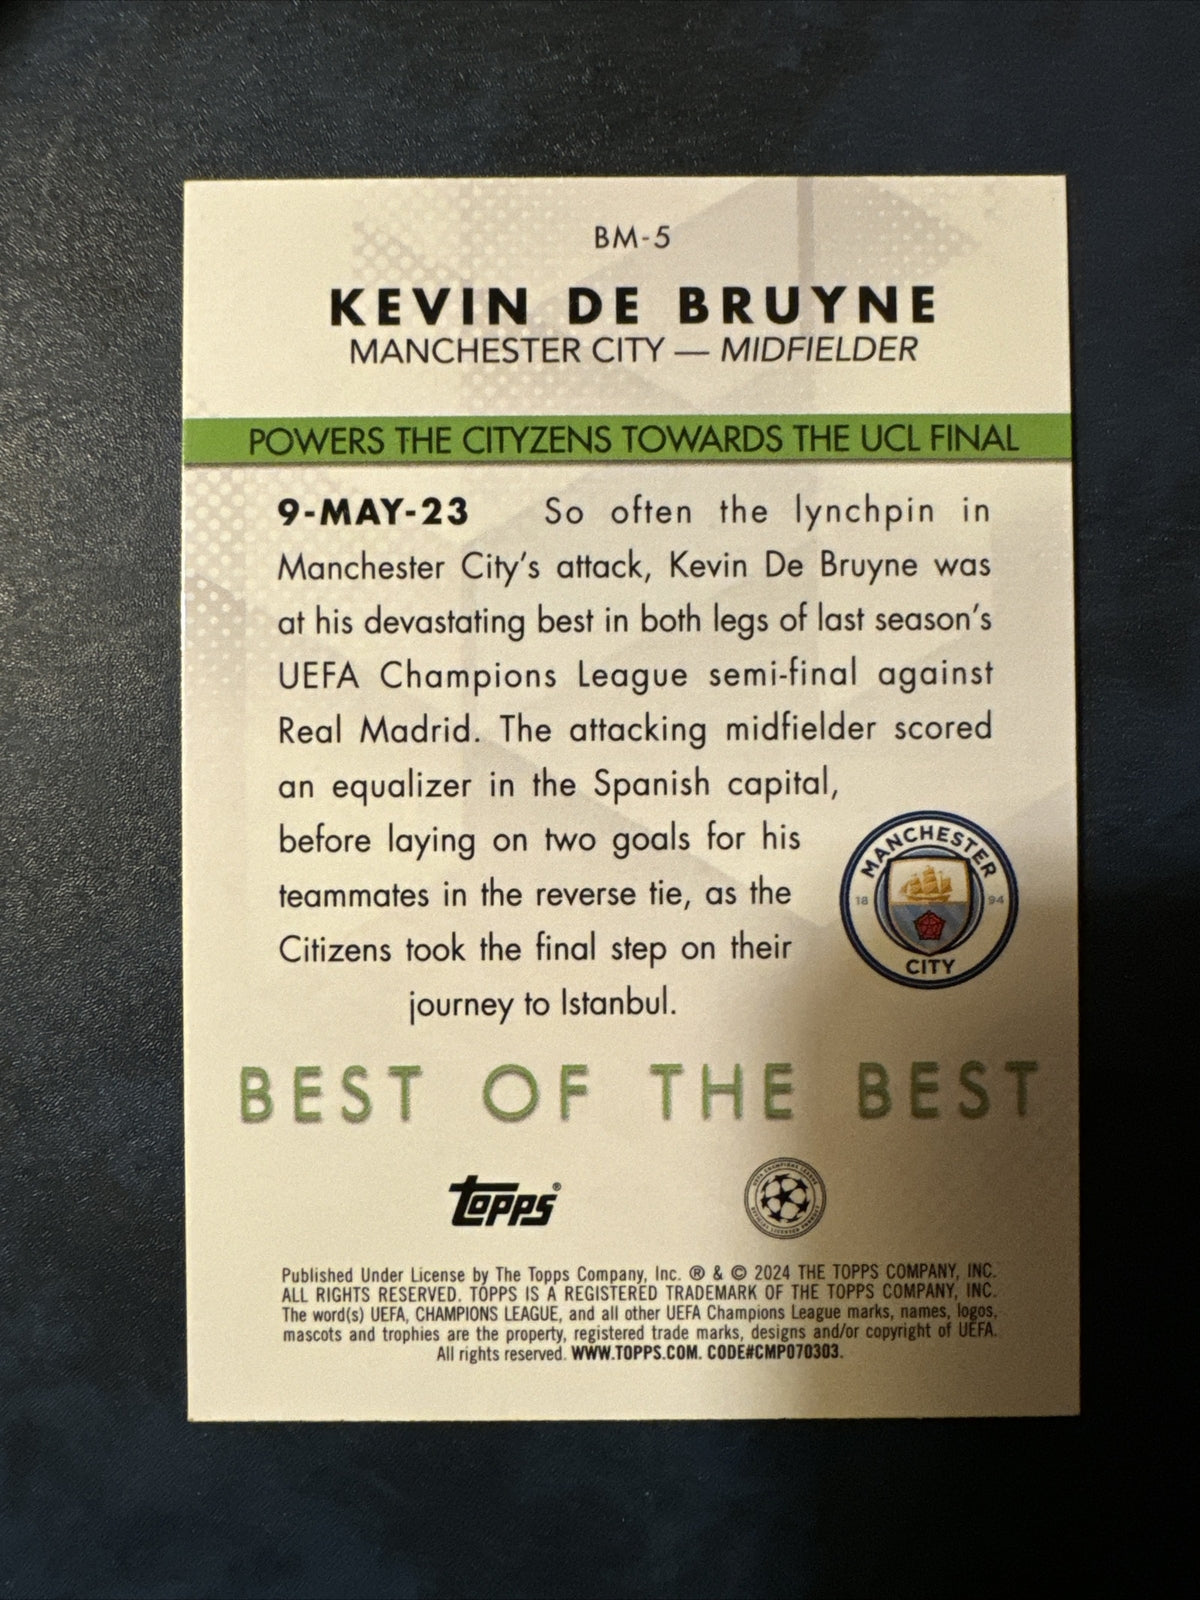 BM-5
KEVIN DE BRUYNE
MANCHESTER CITY — MIDFIELDER
POWERS THE CITYZENS TOWARDS THE UCL FINAL
9-MAY-23 So often the lynchpin in
Manchester City's attack, Kevin De Bruyne was
at his devastating best in both legs of last season's
UEFA Champions League semi-final against
Real Madrid. The attacking midfielder scored
an equalizer in the Spanish capital,
before laying on two goals for his
teammates in the reverse tie, as the
Citizens took the final step on their
journey to Istanbul.
MANCHESTER
18 94
CITY
BEST OF THE BEST
Topps®
Published Under License by The Topps Company, Inc. ® & © 2024 THE TOPPS COMPANY, INC.
ALL RIGHTS RESERVED. TOPPS IS A REGISTERED TRADEMARK OF THE TOPPS COMPANY, INC.
The word(s) UEFA, CHAMPIONS LEAGUE, and all other UEFA Champions League marks, names, logos,
mascots and trophies are the property, registered trade marks, designs and/or copyright of UEFA.
All rights reserved. WWW.TOPPS.COM. CODE#CMP070303.